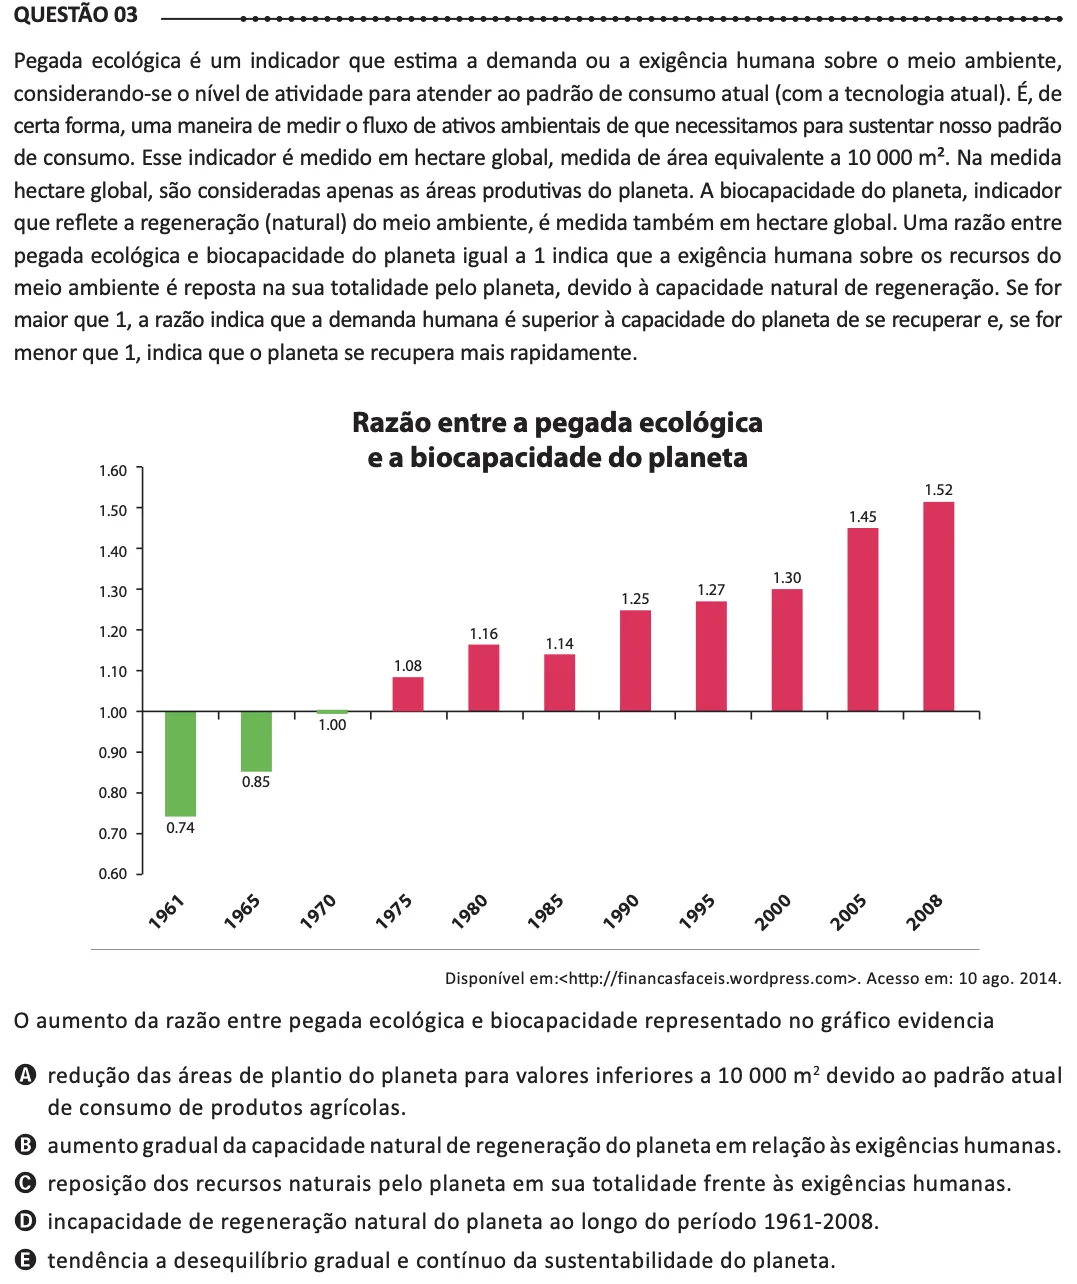 QUESTÃO 03
Pegada ecológica é um indicador que estima a demanda ou a exigência humana sobre o meio ambiente,
considerando-se o nível de atividade para atender ao padrão de consumo atual (com a tecnologia atual). É, de
certa forma, uma maneira de medir o fluxo de ativos ambientais de que necessitamos para sustentar nosso padrão
de consumo. Esse indicador é medido em hectare global, medida de área equivalente a 10 000 m². Na medida
hectare global, são consideradas apenas as áreas produtivas do planeta. A biocapacidade do planeta, indicador
que reflete a regeneração (natural) do meio ambiente, é medida também em hectare global. Uma razão entre
pegada ecológica e biocapacidade do planeta igual a 1 indica que a exigência humana sobre os recursos do
meio ambiente é reposta na sua totalidade pelo planeta, devido à capacidade natural de regeneração. Se for
maior que 1, a razão indica que a demanda humana é superior à capacidade do planeta de se recuperar e, se for
menor que 1, indica que o planeta se recupera mais rapidamente.
Razão entre a pegada ecológica
e a biocapacidade do planeta
1.60
1.50
1.40
1.30
1.20
1.10
1.00
0.90
0.80
0.70
0.60
0.74
0.85
1.00
1.08
1.16
1.14
1.25
1.27
1.30
1.45
1.52
1961
1965
1970
1975
1980
1985
1990
1995
2000
2005
2008
Disponível em:<http://financasfaceis.wordpress.com>. Acesso em: 10 ago. 2014.
O aumento da razão entre pegada ecológica e biocapacidade representado no gráfico evidencia
A redução das áreas de plantio do planeta para valores inferiores a 10 000 m² devido ao padrão atual
de consumo de produtos agrícolas.
B aumento gradual da capacidade natural de regeneração do planeta em relação às exigências humanas.
C reposição dos recursos naturais pelo planeta em sua totalidade frente às exigências humanas.
D incapacidade de regeneração natural do planeta ao longo do período 1961-2008.
E tendência a desequilíbrio gradual e contínuo da sustentabilidade do planeta.